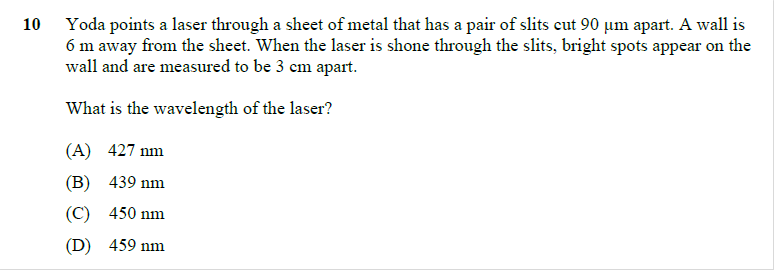 10 Yoda points a laser through a sheet of metal that has a pair of slits cut 90 μm apart. A wall is
6 m away from the sheet. When the laser is shone through the slits, bright spots appear on the
wall and are measured to be 3 cm apart.
What is the wavelength of the laser?
(A) 427 nm
(B) 439 nm
(C) 450 nm
(D) 459 nm